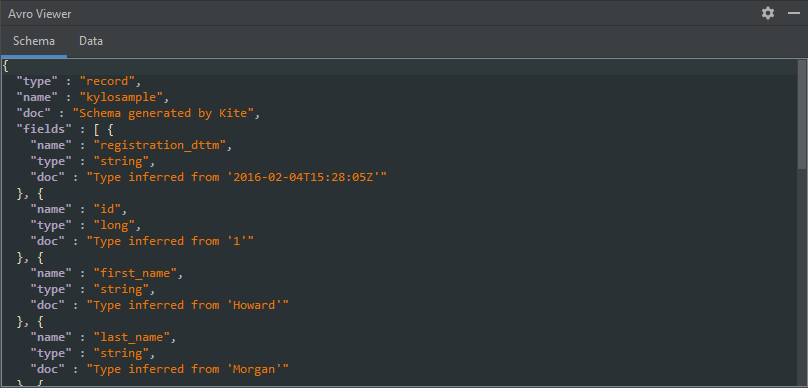 Avro Viewer
Schema Data
{
  "type" : "record",
  "name" : "kylosample",
  "doc" : "Schema generated by Kite",
  "fields" : [ {
    "name" : "registration_dttm",
    "type" : "string",
    "doc" : "Type inferred from '2016-02-04T15:28:05Z'"
  }, {
    "name" : "id",
    "type" : "long",
    "doc" : "Type inferred from '1'"
  }, {
    "name" : "first_name",
    "type" : "string",
    "doc" : "Type inferred from 'Howard'"
  }, {
    "name" : "last_name",
    "type" : "string",
    "doc" : "Type inferred from 'Morgan'"
  }, {